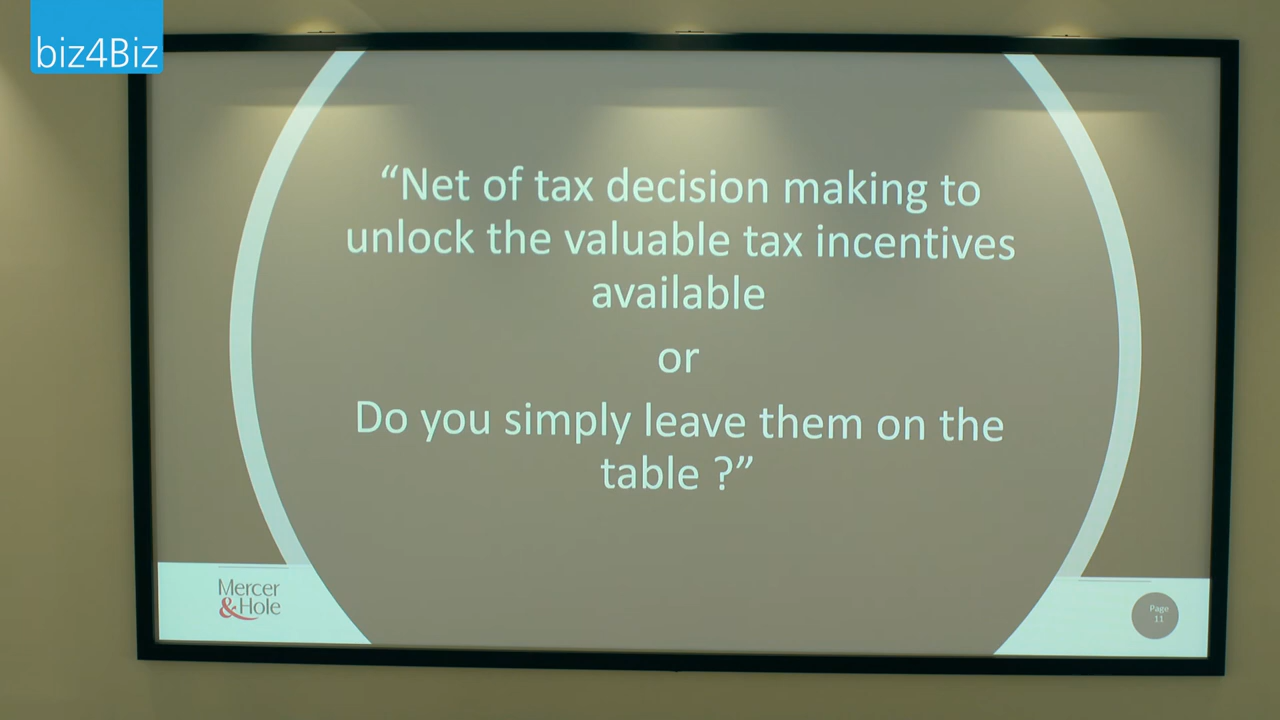 biz4Biz
“Net of tax decision making to
unlock the valuable tax incentives
available
or
Do you simply leave them on the
table ?”
Mercer
&Hole
Page
11